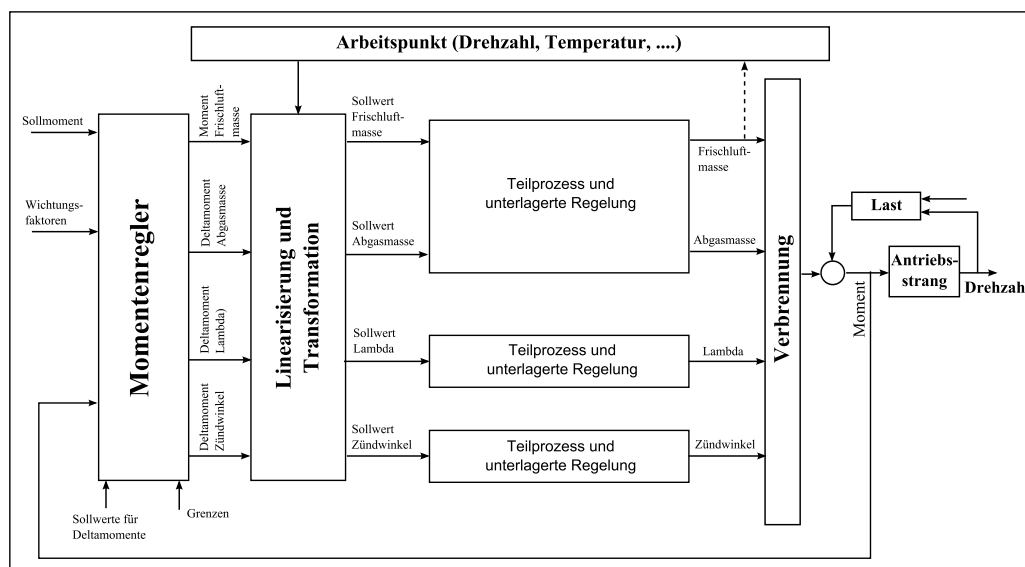 Arbeitspunkt (Drehzahl, Temperatur, ....)
Sollmoment
Wichtungs-
faktoren
Momentenregler
Sollwerte für
Deltamomente
Grenzen
Moment
Frischluft-
masse
Deltamoment
Abgasmasse
Deltamoment
Lambda)
Deltamoment
Zündwinkel
Linearisierung und
Transformation
Sollwert
Frischluft-
masse
Sollwert
Abgasmasse
Sollwert
Lambda
Sollwert
Zündwinkel
Teilprozess und
unterlagerte Regelung
Teilprozess und
unterlagerte Regelung
Teilprozess und
unterlagerte Regelung
Frischluft-
masse
Abgasmasse
Lambda
Zündwinkel
Verbrennung
Last
Moment
Antriebs-
strang
Drehzah